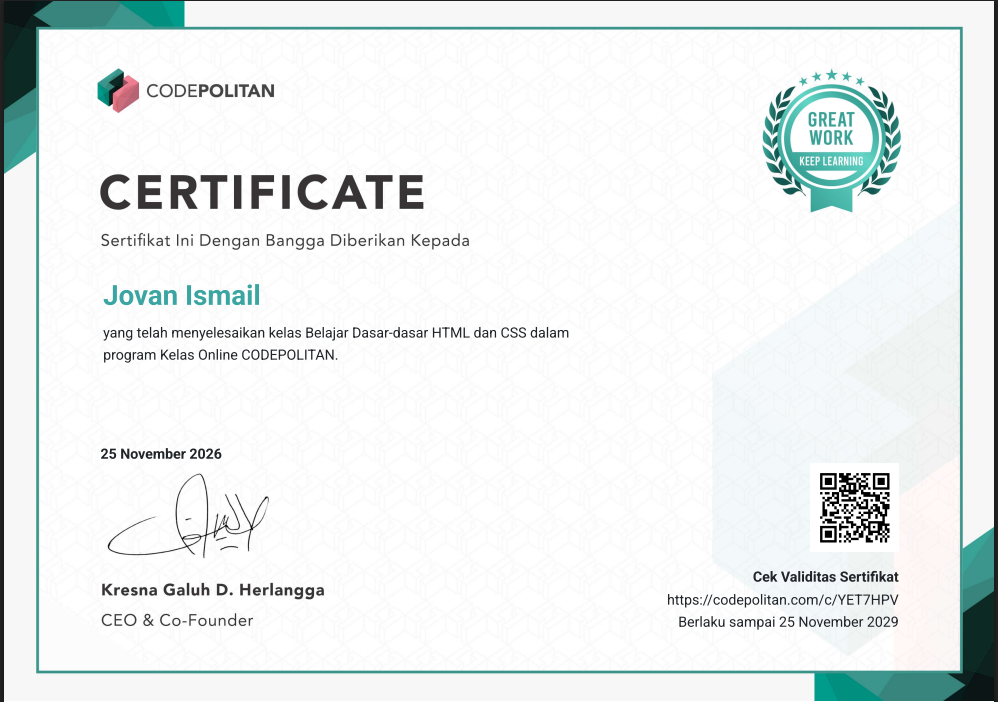 CODEPOLITAN
GREAT
WORK
KEEP LEARNING
CERTIFICATE
Sertifikat Ini Dengan Bangga Diberikan Kepada
Jovan Ismail
yang telah menyelesaikan kelas Belajar Dasar-dasar HTML dan CSS dalam
program Kelas Online CODEPOLITAN.
25 November 2026
Kresna Galuh D. Herlangga
CEO & Co-Founder
Cek Validitas Sertifikat
https://codepolitan.com/c/YET7HPV
Berlaku sampai 25 November 2029